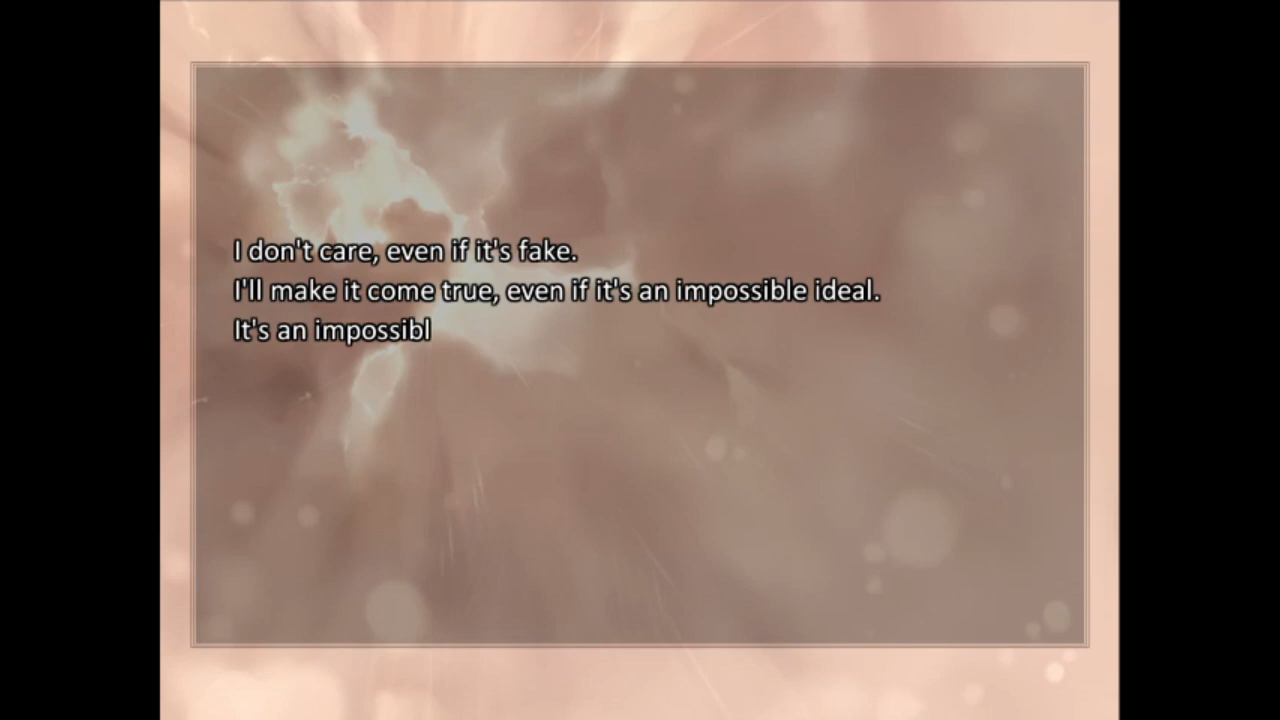 I don't care, even if it's fake.
I'll make it come true, even if it's an impossible ideal.
It's an impossibl